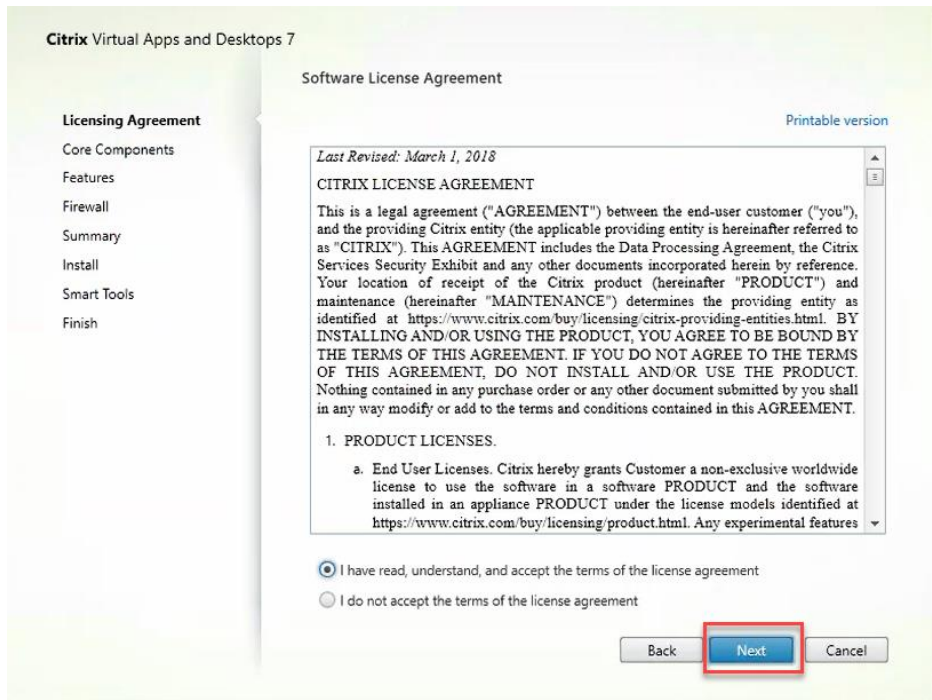 Citrix Virtual Apps and Desktops 7
Licensing Agreement
Core Components
Features
Firewall
Summary
Install
Smart Tools
Finish
Software License Agreement
Printable version
Last Revised: March 1, 2018
CITRIX LICENSE AGREEMENT
This is a legal agreement ("AGREEMENT") between the end-user customer ("you"),
and the providing Citrix entity (the applicable providing entity is hereinafter referred to
as "CITRIX"). This AGREEMENT includes the Data Processing Agreement, the Citrix
Services Security Exhibit and any other documents incorporated herein by reference.
Your location of receipt of the Citrix product (hereinafter "PRODUCT") and
maintenance (hereinafter "MAINTENANCE") determines the providing entity as
identified at https://www.citrix.com/buy/licensing/citrix-providing-entities.html. BY
INSTALLING AND/OR USING THE PRODUCT, YOU AGREE TO BE BOUND BY
THE TERMS OF THIS AGREEMENT. IF YOU DO NOT AGREE TO THE TERMS
OF THIS AGREEMENT, DO NOT INSTALL AND/OR USE THE PRODUCT.
Nothing contained in any purchase order or any other document submitted by you shall
in any way modify or add to the terms and conditions contained in this AGREEMENT.
1. PRODUCT LICENSES.
a. End User Licenses. Citrix hereby grants Customer a non-exclusive worldwide
license to use the software in a software PRODUCT and the software
installed in an appliance PRODUCT under the license models identified at
https://www.citrix.com/buy/licensing/product.html. Any experimental features
I have read, understand, and accept the terms of the license agreement
I do not accept the terms of the license agreement
Back
Next
Cancel